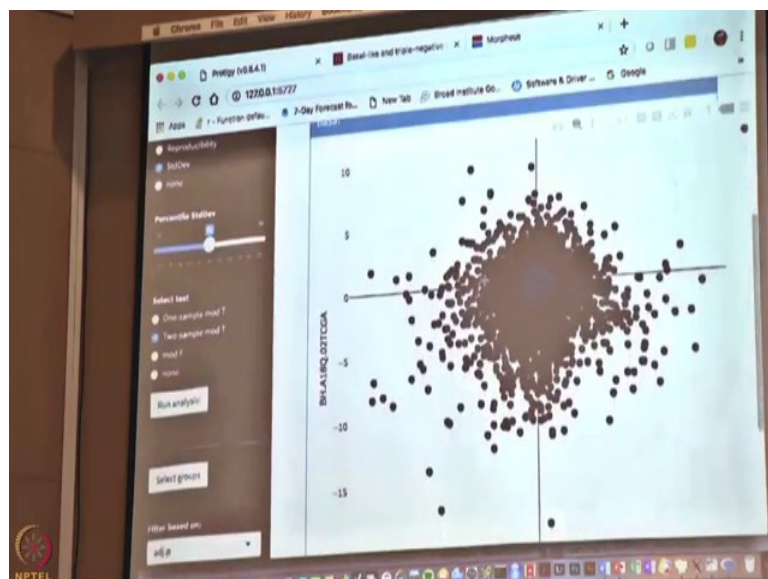 Chrome File Edit View History
Protigy (v0.8.4.1)
Basal-like and triple-negative
Morpheus
127.0.0.1:5727
Apps
7-Day Forecast fo...
New Tab
Broad Institute Go...
Software & Driver ...
Google
Reproducibility
StdDev
none
Percentile StdDev
Select test
One-sample mod T
Two-sample mod T
mod F
none
Run analysis!
Select groups
Filter based on:
adj.p
10
5
0
-5
-10
-15
BH.A18Q.02TCGA
NPTEL